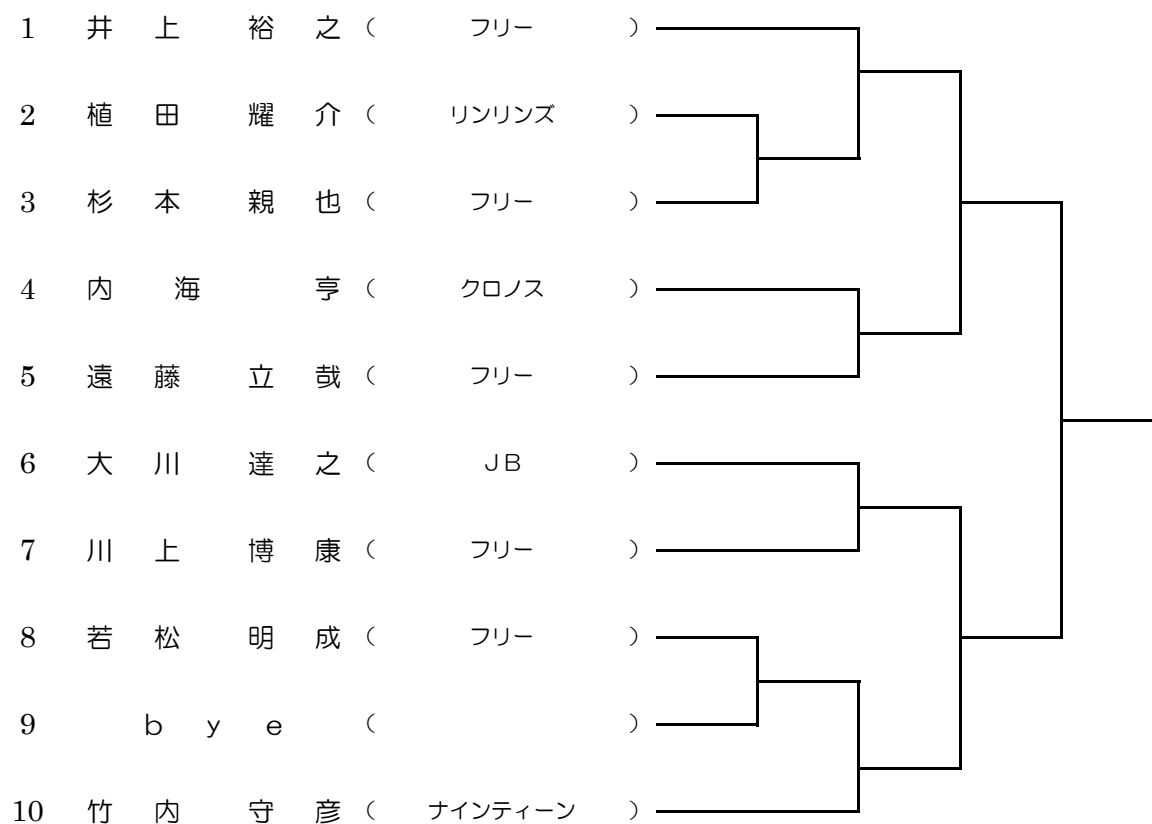 1 井 上 裕 之 ( フリー )
2 植 田 耀 介 ( リンリンズ )
3 杉 本 親 也 ( フリー )
4 内 海 亨 ( クロノス )
5 遠 藤 立 哉 ( フリー )
6 大 川 達 之 ( JB )
7 川 上 博 康 ( フリー )
8 若 松 明 成 ( フリー )
9 b y e ( )
10 竹 内 守 彦 ( ナインティーン )